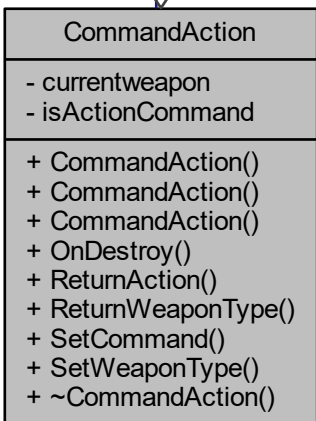 CommandAction
- currentweapon
- isActionCommand
+ CommandAction()
+ CommandAction()
+ CommandAction()
+ OnDestroy()
+ ReturnAction()
+ ReturnWeaponType()
+ SetCommand()
+ SetWeaponType()
+ ~CommandAction()